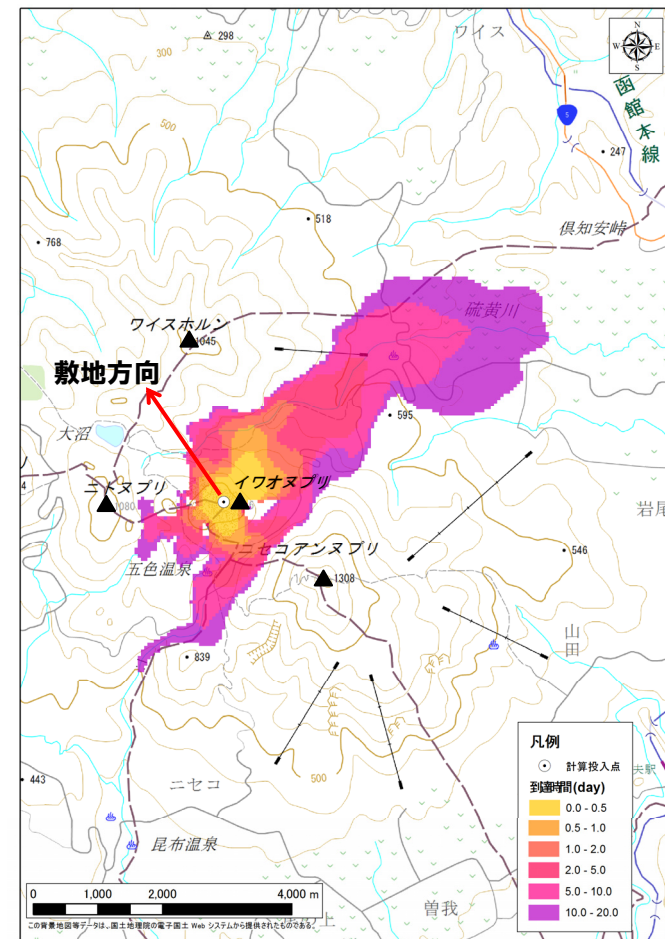 298
ワイス
N
W
E
S
300
函館本線
5
500
247
518
倶知安峠
768
硫黄川
ワイスホルン
1045
敷地方向
595
大沼
イワオヌプリ
ニトヌプリ
1080
4
岩尾
ニセコアンヌプリ
546
五色温泉
1308
山田
839
凡例
計算投入点
夫駅
到達時間(day)
0.0 - 0.5
0.5 - 1.0
1.0 - 2.0
2.0 - 5.0
5.0 - 10.0
10.0 - 20.0
500
443
ニセコ
昆布温泉
0 1,000 2,000 4,000 m
曽我
この背景地図等データは、国土地理院の電子国土 Web システムから提供されたものである。